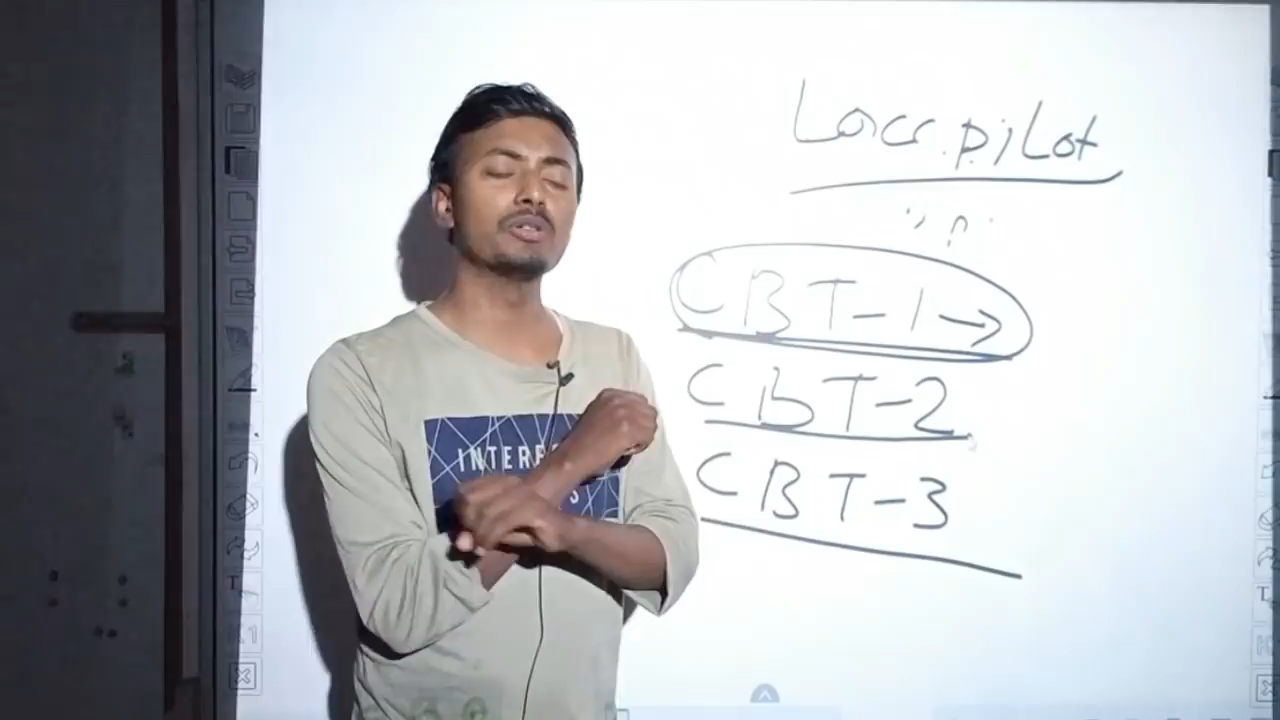 Loco pilot
CBT-1→
CBT-2
CBT-3
INTERE
S